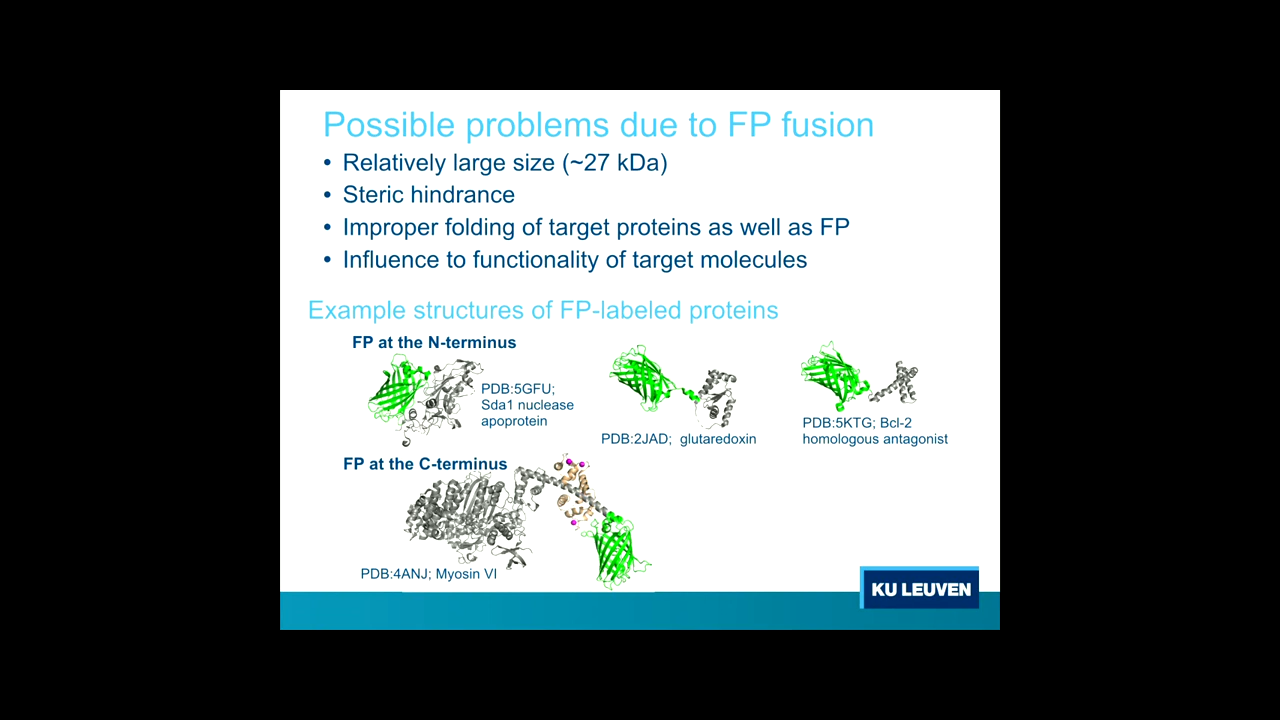 Possible problems due to FP fusion
• Relatively large size (~27 kDa)
• Steric hindrance
• Improper folding of target proteins as well as FP
• Influence to functionality of target molecules
Example structures of FP-labeled proteins
FP at the N-terminus
PDB:5GFU;
Sda1 nuclease
apoprotein
PDB:2JAD; glutaredoxin
PDB:5KTG; Bcl-2
homologous antagonist
FP at the C-terminus
PDB:4ANJ; Myosin VI
KU LEUVEN